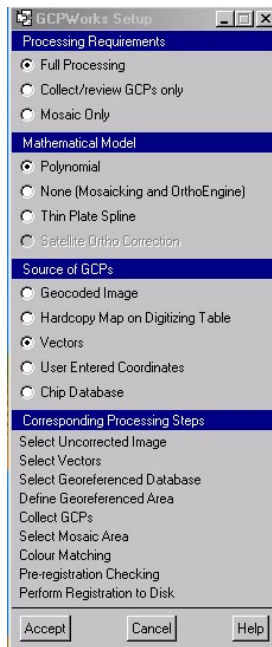 GCPWorks Setup
Processing Requirements
Full Processing
Collect/review GCPs only
Mosaic Only
Mathematical Model
Polynomial
None (Mosaicking and OrthoEngine)
Thin Plate Spline
Satellite Ortho Correction
Source of GCPs
Geocoded Image
Hardcopy Map on Digitizing Table
Vectors
User Entered Coordinates
Chip Database
Corresponding Processing Steps
Select Uncorrected Image
Select Vectors
Select Georeferenced Database
Define Georeferenced Area
Collect GCPs
Select Mosaic Area
Colour Matching
Pre-registration Checking
Perform Registration to Disk
Accept Cancel Help